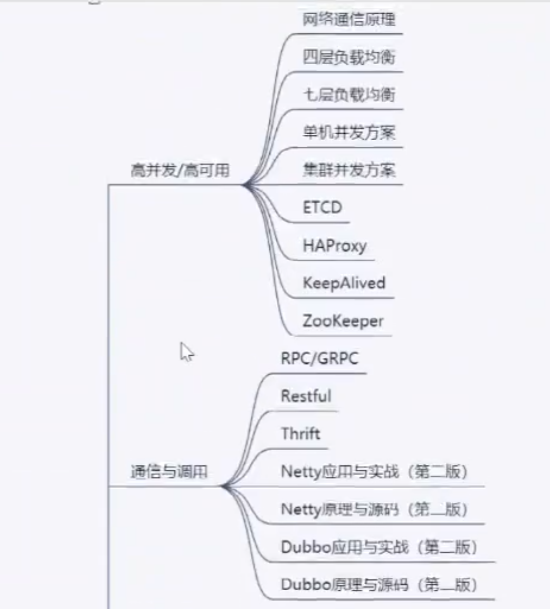 网络通信原理
四层负载均衡
七层负载均衡
单机并发方案
高并发/高可用
集群并发方案
ETCD
HAProxy
KeepAlived
ZooKeeper
RPC/GRPC
Restful
Thrift
通信与调用
Netty应用与实战（第二版）
Netty原理与源码（第二版）
Dubbo应用与实战（第二版）
Dubbo原理与源码（第二版）